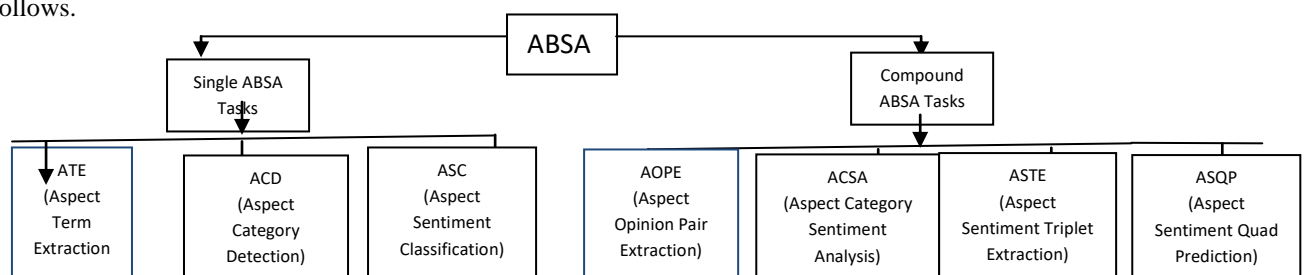 ollows.
ABSA
Single ABSA
Tasks
Compound
ABSA Tasks
ATE
(Aspect
Term
Extraction
ACD
(Aspect
Category
Detection)
ASC
(Aspect
Sentiment
Classification)
AOPE
(Aspect
Opinion Pair
Extraction)
ACSA
(Aspect Category
Sentiment
Analysis)
ASTE
(Aspect
Sentiment Triplet
Extraction)
ASQP
(Aspect
Sentiment Quad
Prediction)